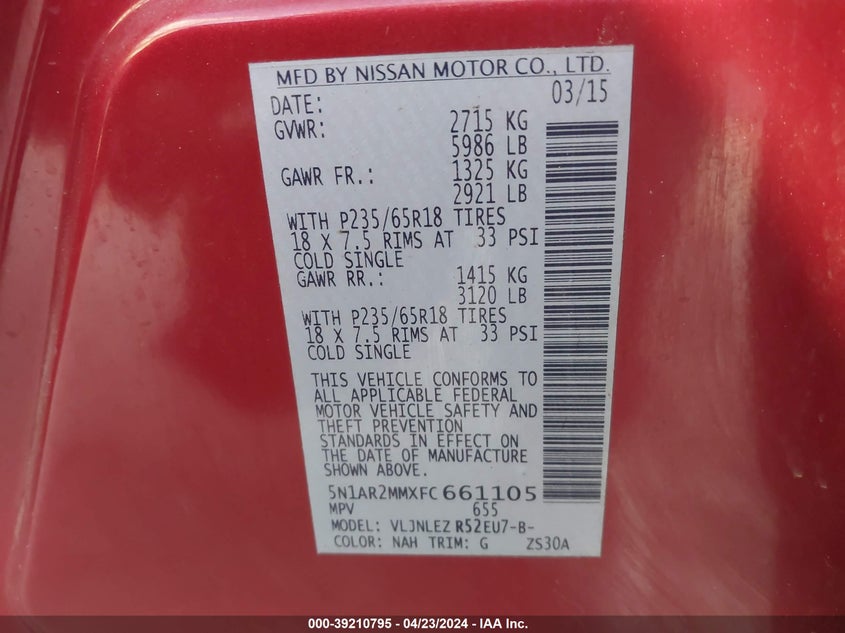 MFD BY NISSAN MOTOR CO., LTD.
DATE: 03/15
GVWR: 2715 KG
5986 LB
GAWR FR.: 1325 KG
2921 LB
WITH P235/65R18 TIRES
18 X 7.5 RIMS AT 33 PSI
COLD SINGLE
GAWR RR.: 1415 KG
3120 LB
WITH P235/65R18 TIRES
18 X 7.5 RIMS AT 33 PSI
COLD SINGLE
THIS VEHICLE CONFORMS TO
ALL APPLICABLE FEDERAL
MOTOR VEHICLE SAFETY AND
THEFT PREVENTION
STANDARDS IN EFFECT ON
THE DATE OF MANUFACTURE
SHOWN ABOVE.
5N1AR2MMXFC661105
MPV 655
MODEL: VLJNLEZ R52EU7-B-
COLOR: NAH TRIM: G ZS30A
000-39210795 - 04/23/2024 - IAA Inc.